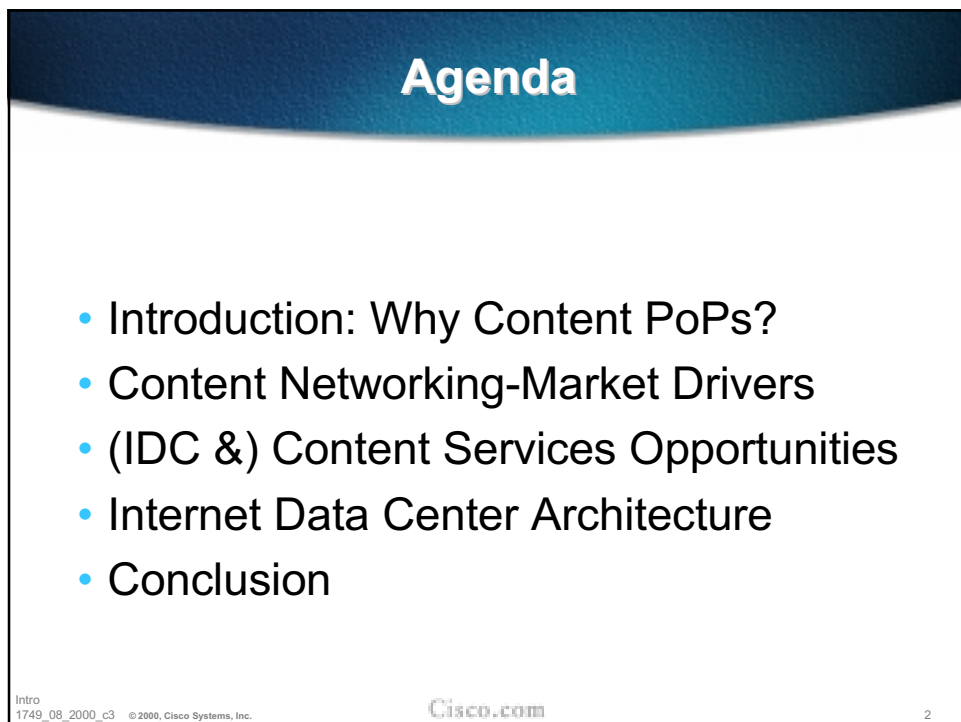 Agenda
• Introduction: Why Content PoPs?
• Content Networking-Market Drivers
• (IDC &) Content Services Opportunities
• Internet Data Center Architecture
• Conclusion
Intro
1749_08_2000_c3 © 2000, Cisco Systems, Inc.
Cisco.com
2